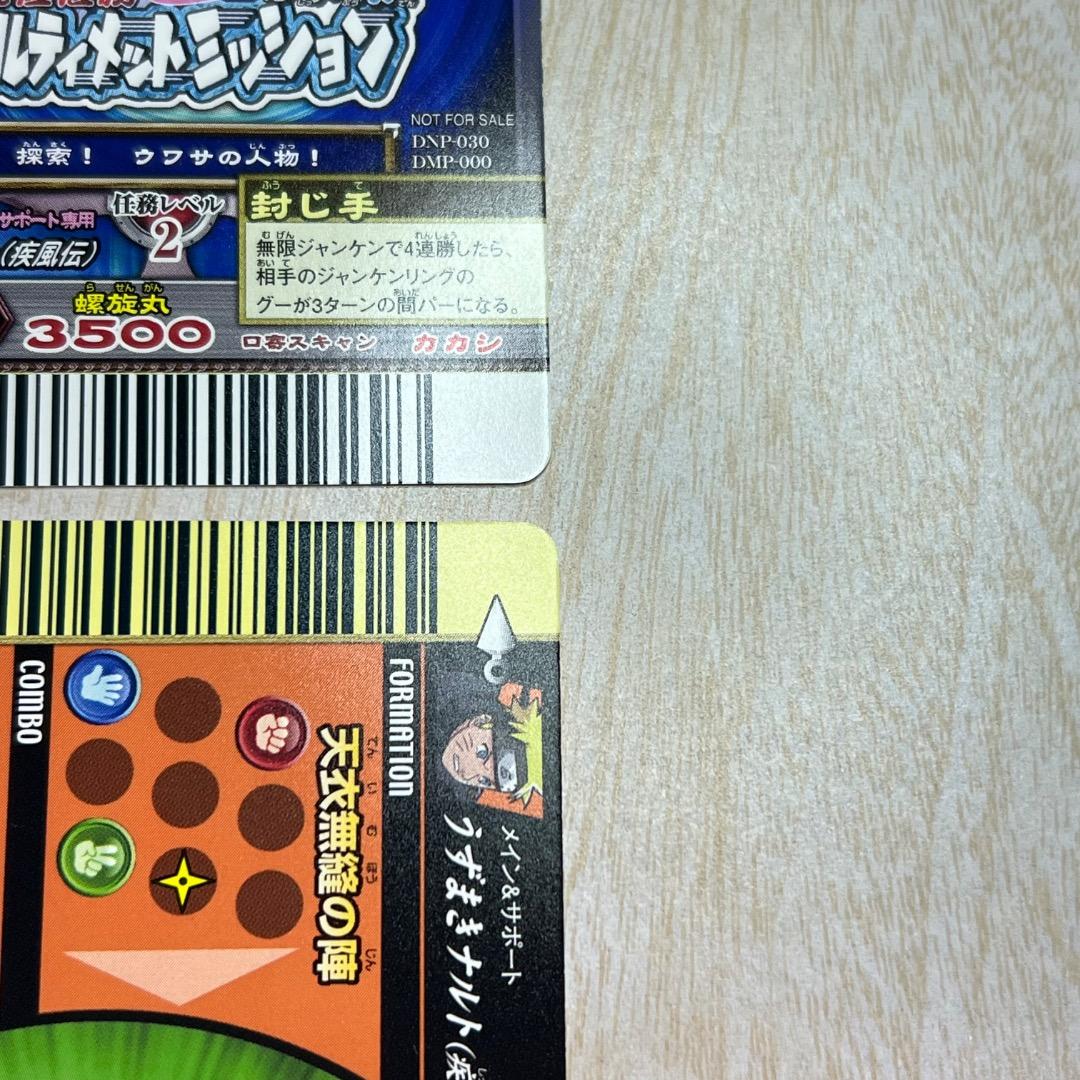 ルティメットミッション
NOT FOR SALE
DNP-030
DMP-000
探索！ ウワサの人物！
サポート専用
(疾風伝)
任務レベル
2
封じ手
無限ジャンケンで4連勝したら、
相手のジャンケンリングの
グーが3ターンの間パーになる。
螺旋丸
3500
口寄スキャン カカシ
メイン&サポート
うずまきナルト(疾
FORMATION
天衣無縫の陣
COMBO